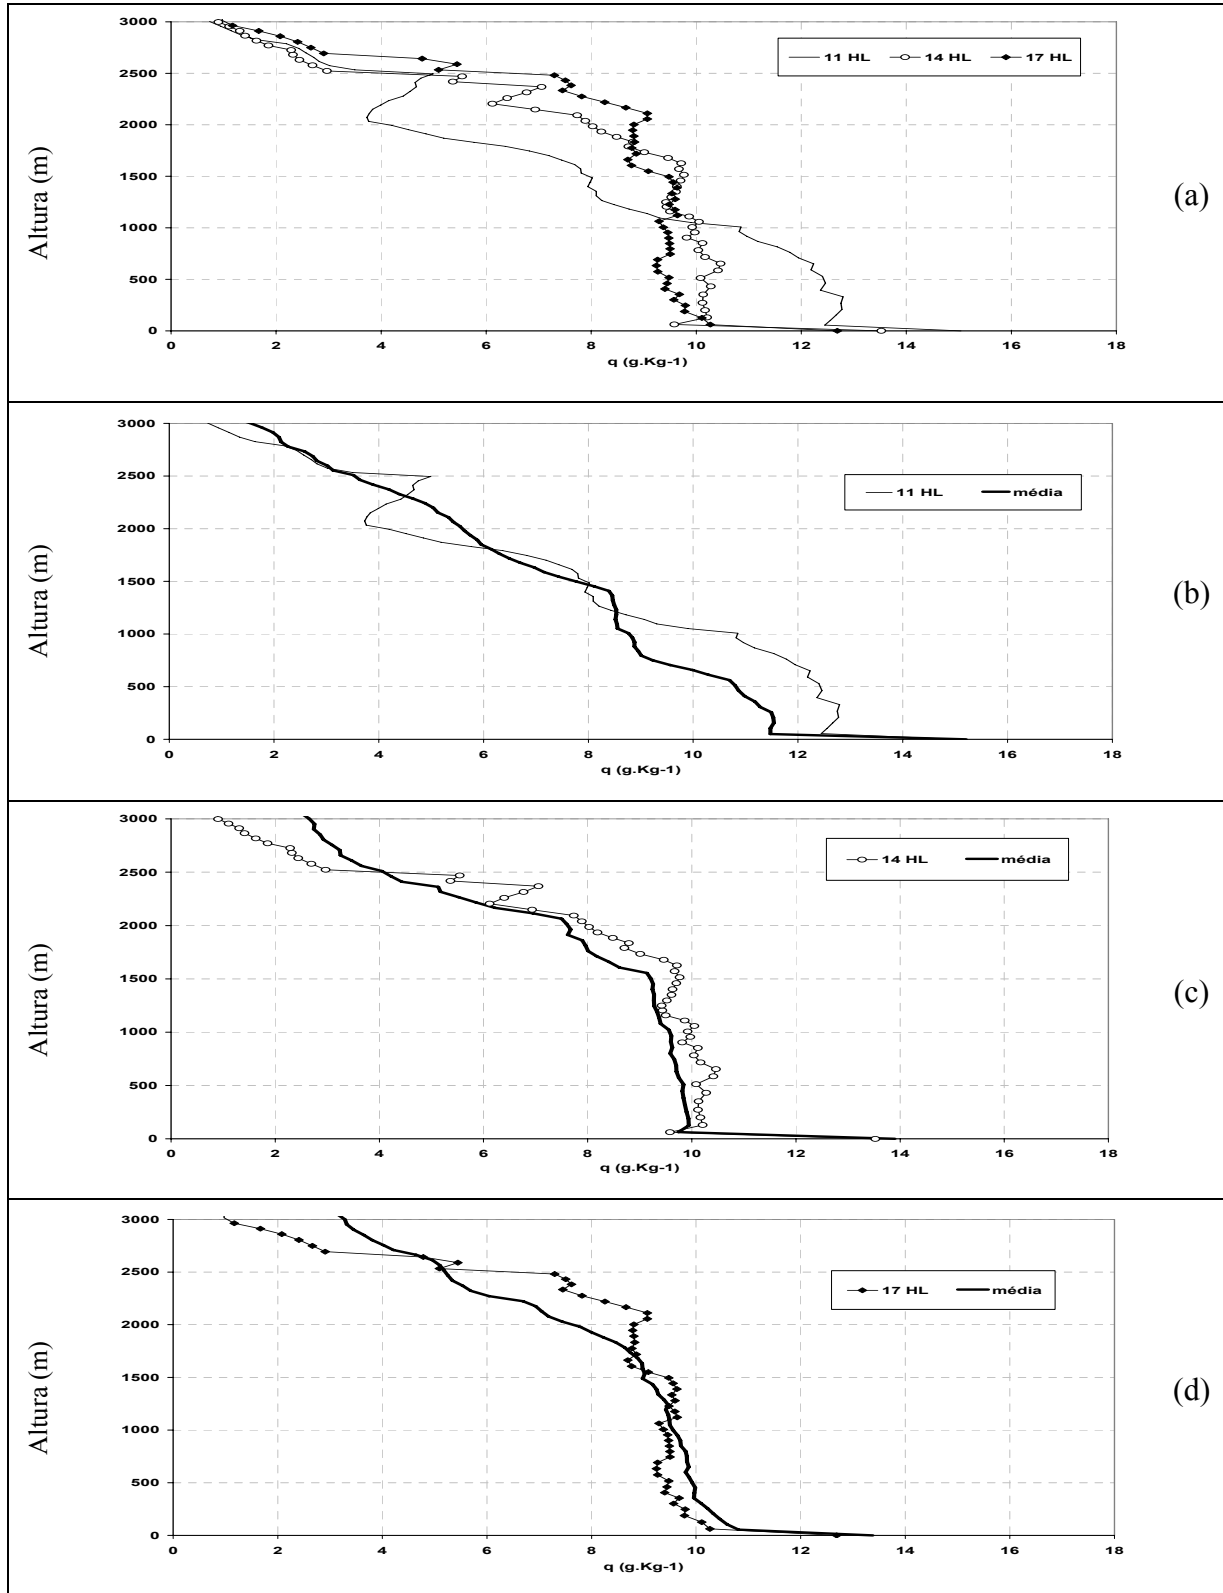 3000
2500
2000
1500
1000
500
0
Altura (m)
11 HL 14 HL 17 HL
(a)
0 2 4 6 8 10 12 14 16 18
q (g.Kg-1)
3000
2500
2000
1500
1000
500
0
Altura (m)
11 HL média
(b)
0 2 4 6 8 10 12 14 16 18
q (g.Kg-1)
3000
2500
2000
1500
1000
500
0
Altura (m)
14 HL média
(c)
0 2 4 6 8 10 12 14 16 18
q (g.Kg-1)
3000
2500
2000
1500
1000
500
0
Altura (m)
17 HL média
(d)
0 2 4 6 8 10 12 14 16 18
q (g.Kg-1)